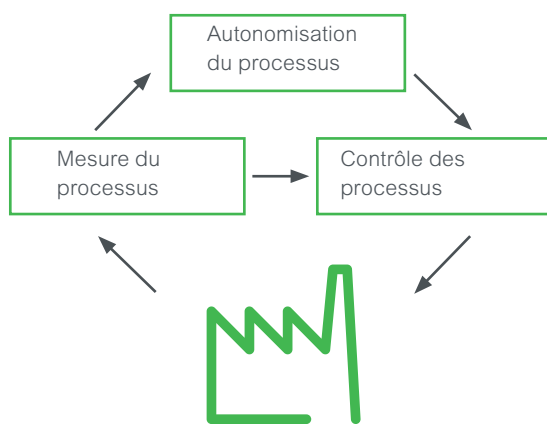 Autonomisation
du processus
Mesure du
processus
Contrôle des
processus